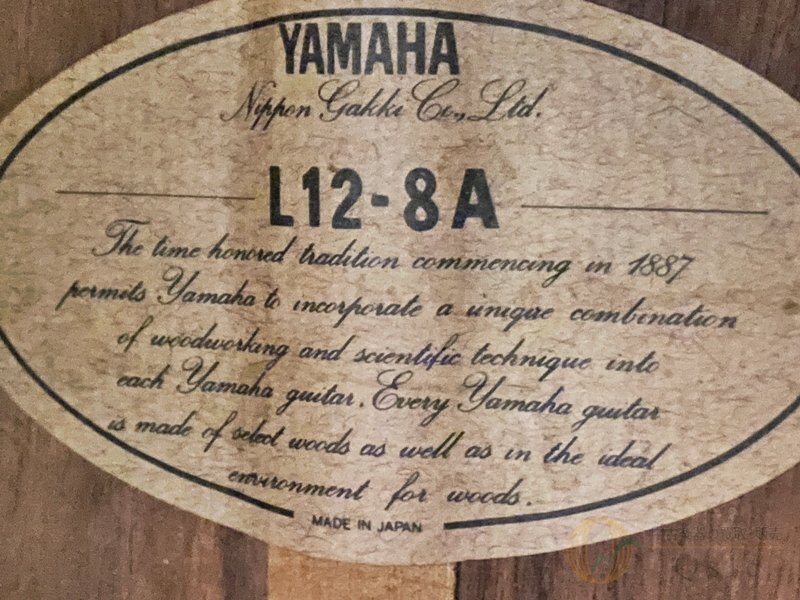 YAMAHA
Nippon Gakki Co., Ltd.
L12-8A
The time honored tradition commencing in 1887
permits Yamaha to incorporate a unique combination
of woodworking and scientific technique into
each Yamaha guitar. Every Yamaha guitar
is made of select woods as well as in the ideal
environment for woods.
MADE IN JAPAN